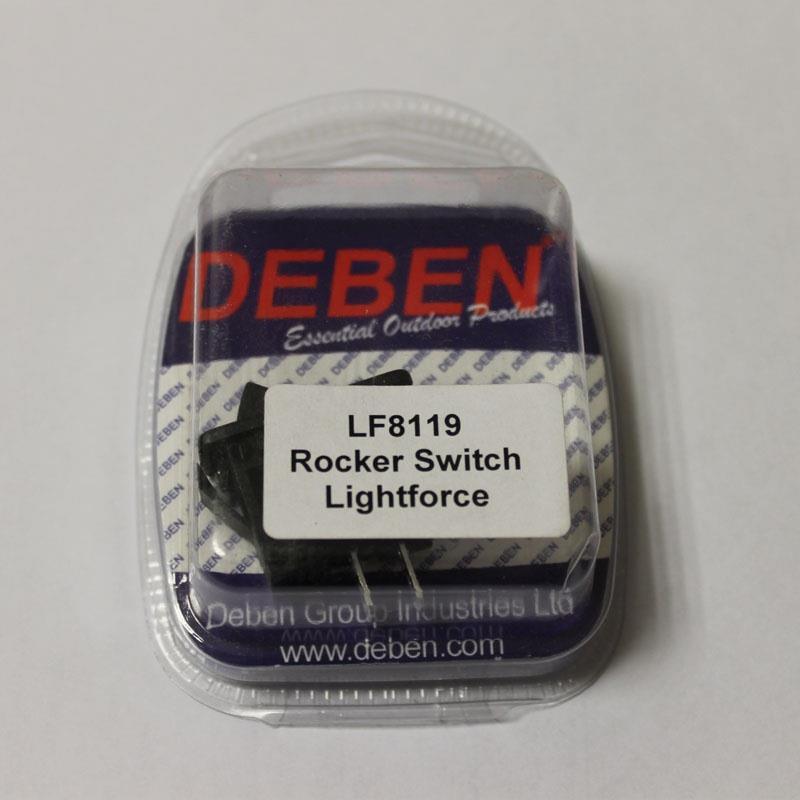 DEBEN
Essential Outdoor Products
LF8119
Rocker Switch
Lightforce
Deben Group Industries Ltd
www.deben.com